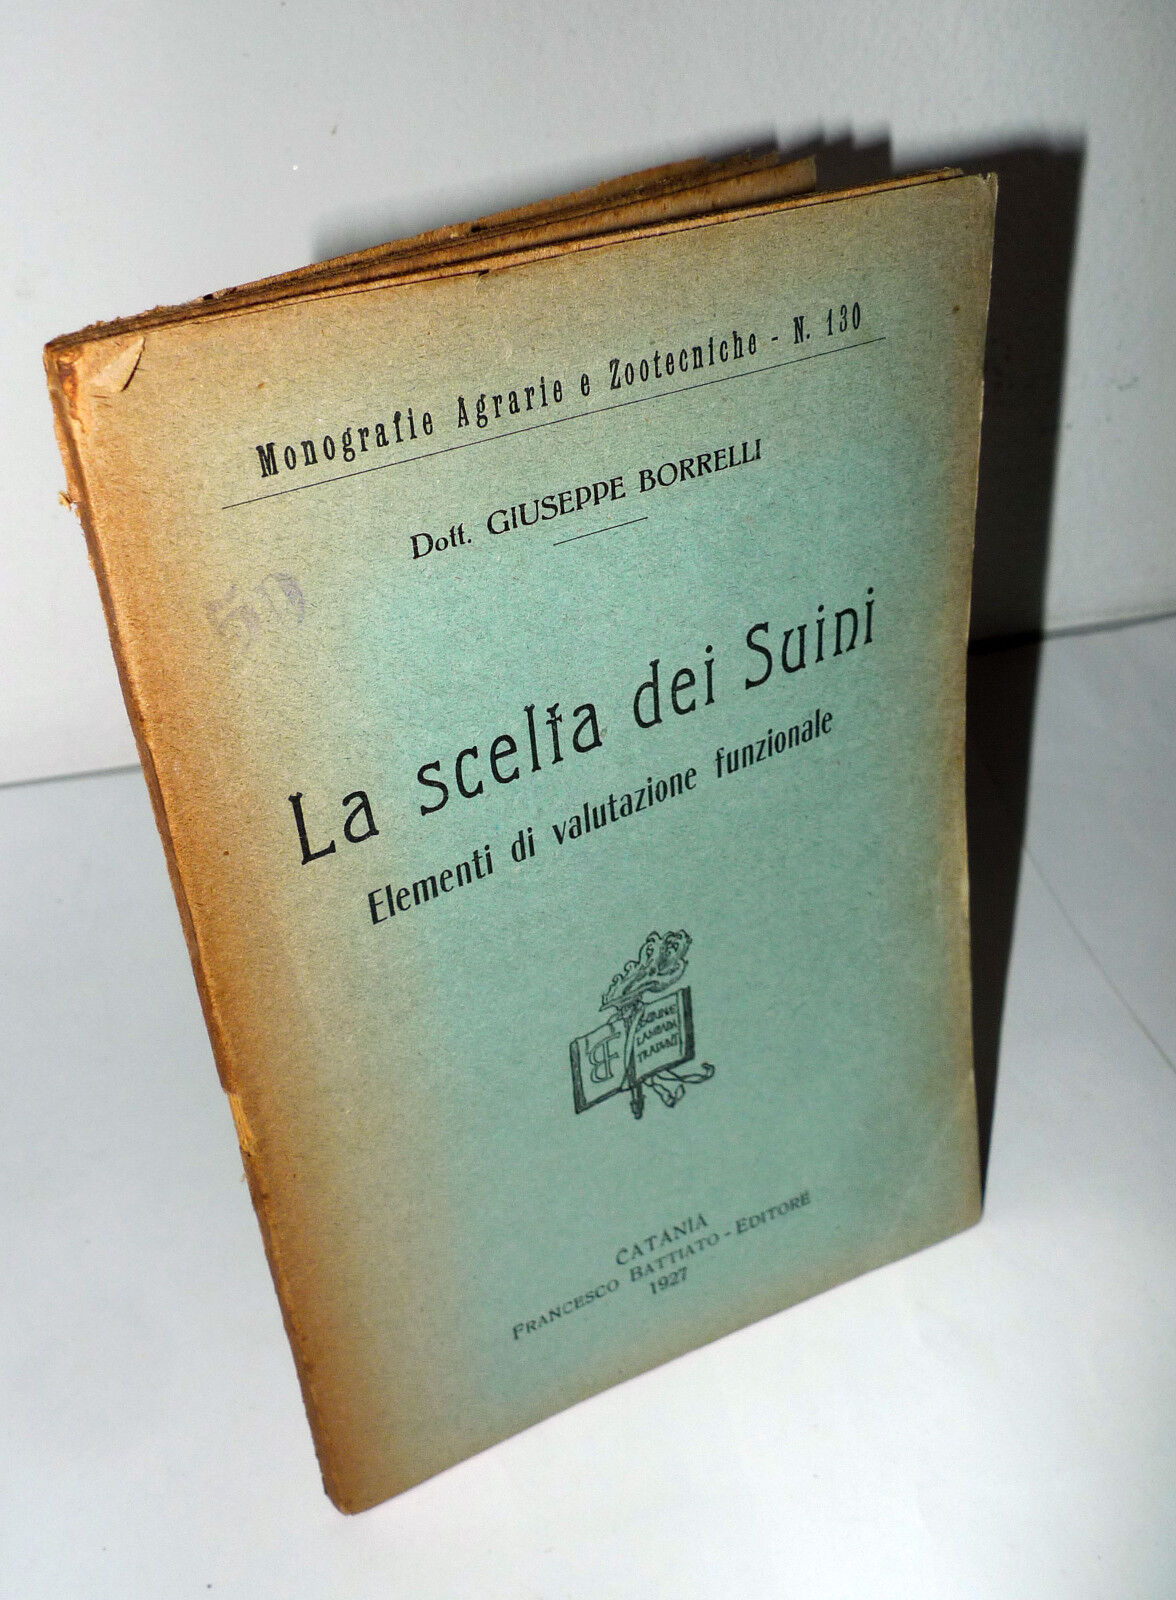 Monografie Agrarie e Zootecniche - N. 130
Dott. GIUSEPPE BORRELLI
La scelta dei Suini
Elementi di valutazione funzionale
LAMPADA
CATANIA
FRANCESCO BATTIATO - EDITORE
1927